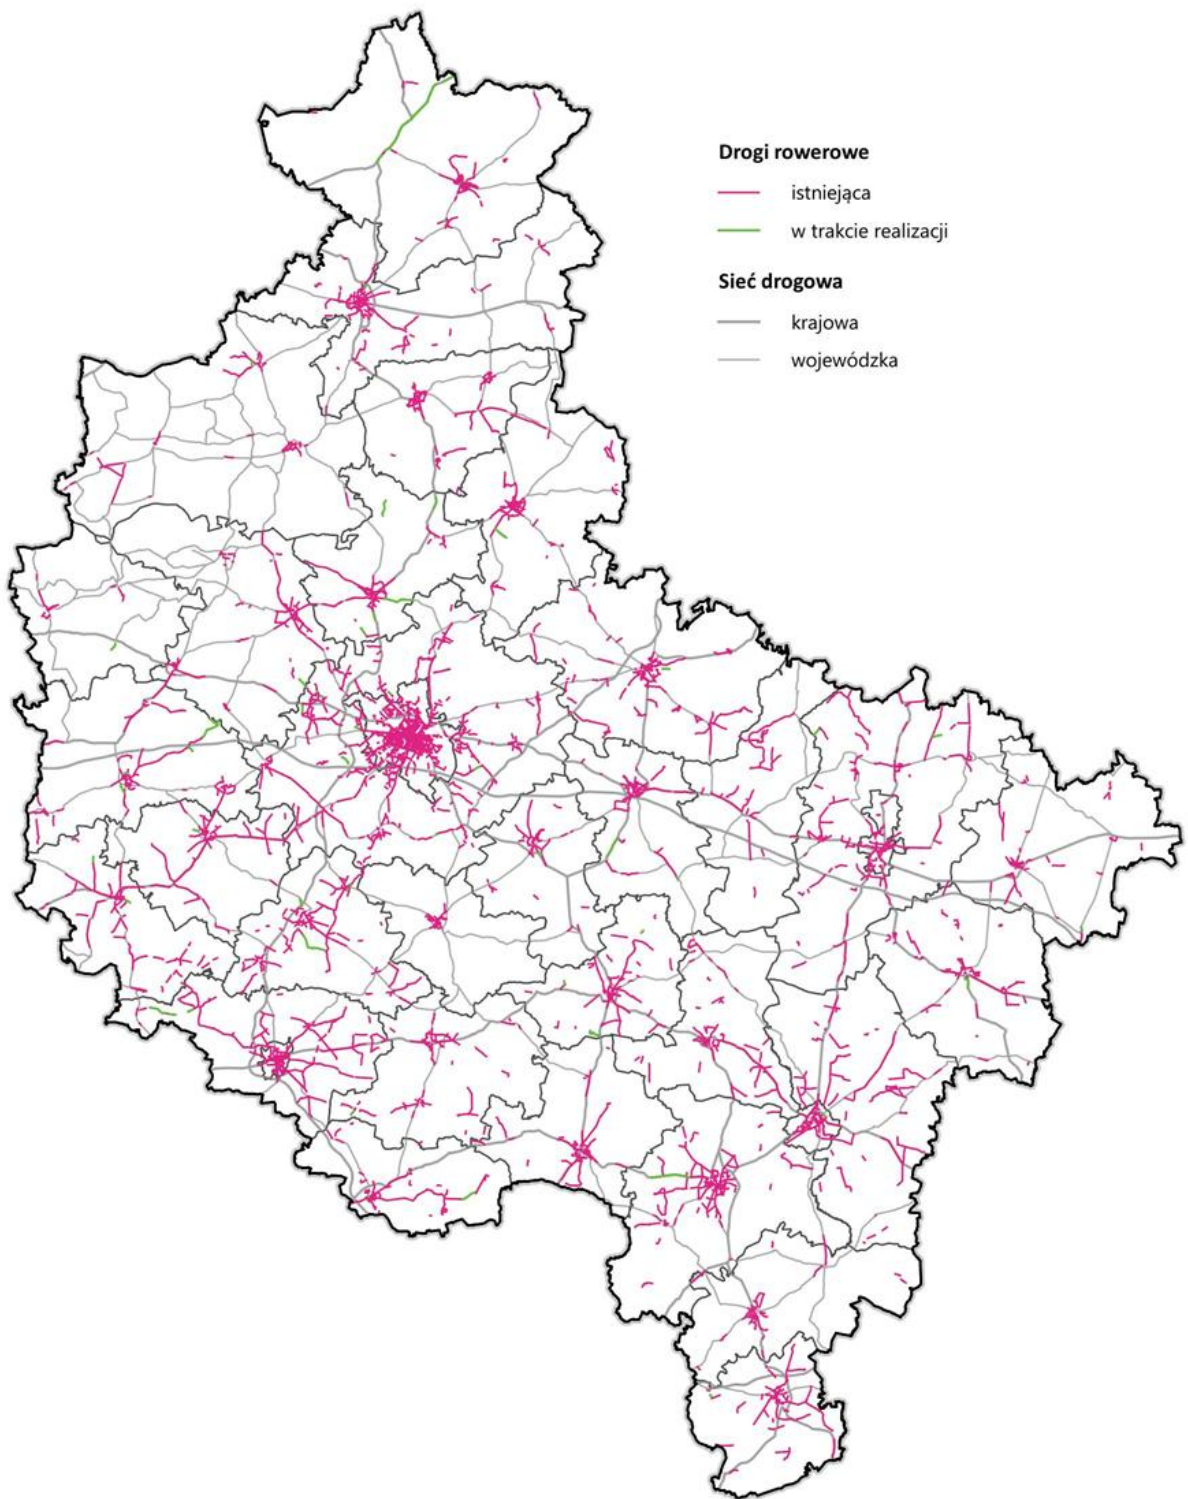 Drogi rowerowe
istniejąca
w trakcie realizacji
Sieć drogowa
krajowa
wojewódzka